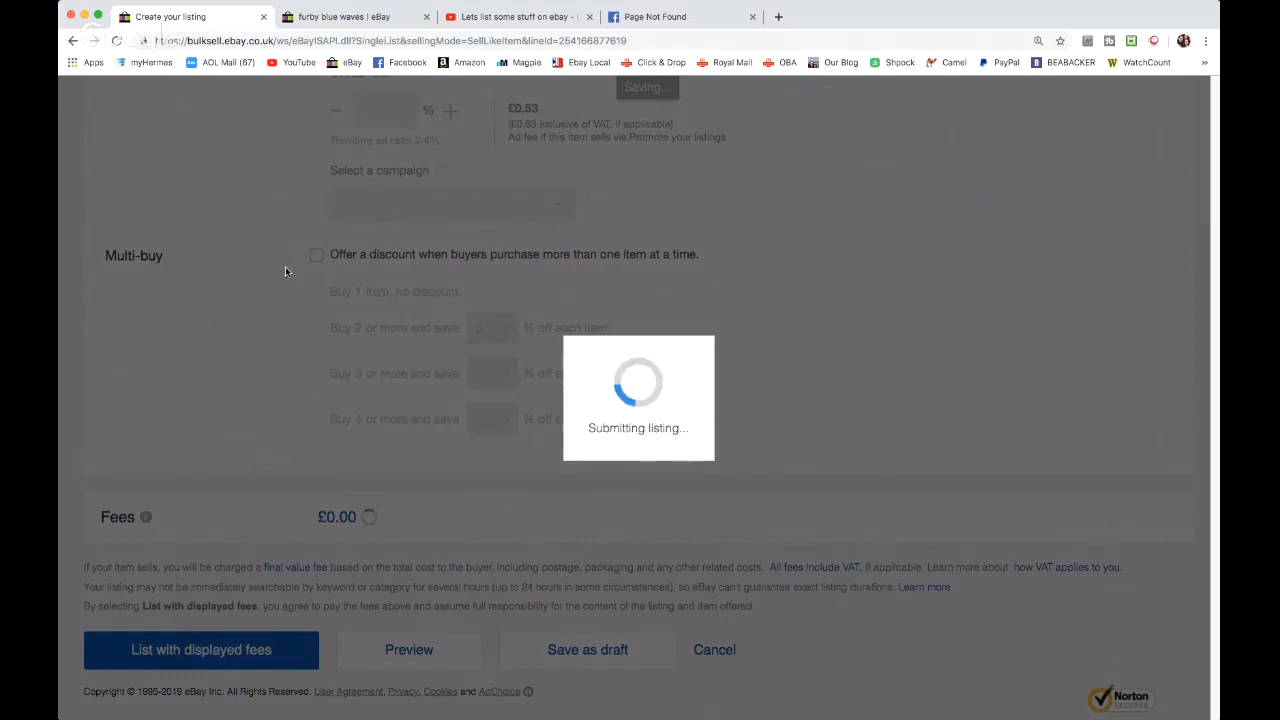 Create your listing
furby blue waves | eBay
Lets list some stuff on ebay - L
Page Not Found
https://bulksell.ebay.co.uk/ws/eBayISAPI.dll?SingleList&sellingMode=SellLikeItem&lineId=254166877619
Apps myHermes AOL Mail (67) YouTube eBay Facebook Amazon Magpie Ebay Local Click & Drop Royal Mail OBA Our Blog Shpock Camel PayPal BEABACKER WatchCount »
Saving...
% £0.53
(£0.63 inclusive of VAT, if applicable)
Ad fee if this item sells via Promote your listings
Trending ad rate: 2.4%
Select a campaign
Multi-buy Offer a discount when buyers purchase more than one item at a time.
Buy 1 item, no discount.
Buy 2 or more and save % off each item
Buy 3 or more and save % off e
Buy 4 or more and save % off e
Submitting listing...
Fees £0.00
If your item sells, you will be charged a final value fee based on the total cost to the buyer, including postage, packaging and any other related costs. All fees include VAT. If applicable. Learn more about how VAT applies to you.
Your listing may not be immediately searchable by keyword or category for several hours (up to 24 hours in some circumstances), so eBay can't guarantee exact listing durations. Learn more
By selecting List with displayed fees, you agree to pay the fees above and assume full responsibility for the content of the listing and item offered.
List with displayed fees Preview Save as draft Cancel
Copyright © 1995-2019 eBay Inc. All Rights Reserved. User Agreement, Privacy, Cookies and AdChoice
Norton
SECURED